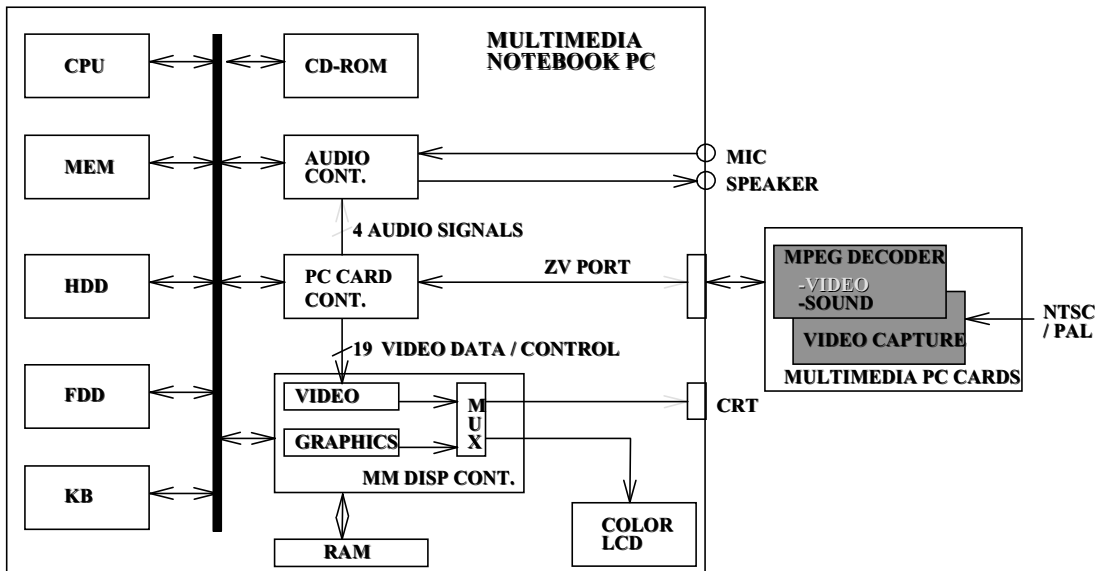 MULTIMEDIA
NOTEBOOK PC
CPU
CD-ROM
MEM
AUDIO
CONT.
MIC
SPEAKER
4 AUDIO SIGNALS
HDD
PC CARD
CONT.
ZV PORT
MPEG DECODER
-VIDEO
-SOUND
VIDEO CAPTURE
MULTIMEDIA PC CARDS
NTSC
/ PAL
19 VIDEO DATA / CONTROL
FDD
VIDEO
GRAPHICS
MUX
MM DISP CONT.
CRT
KB
RAM
COLOR
LCD